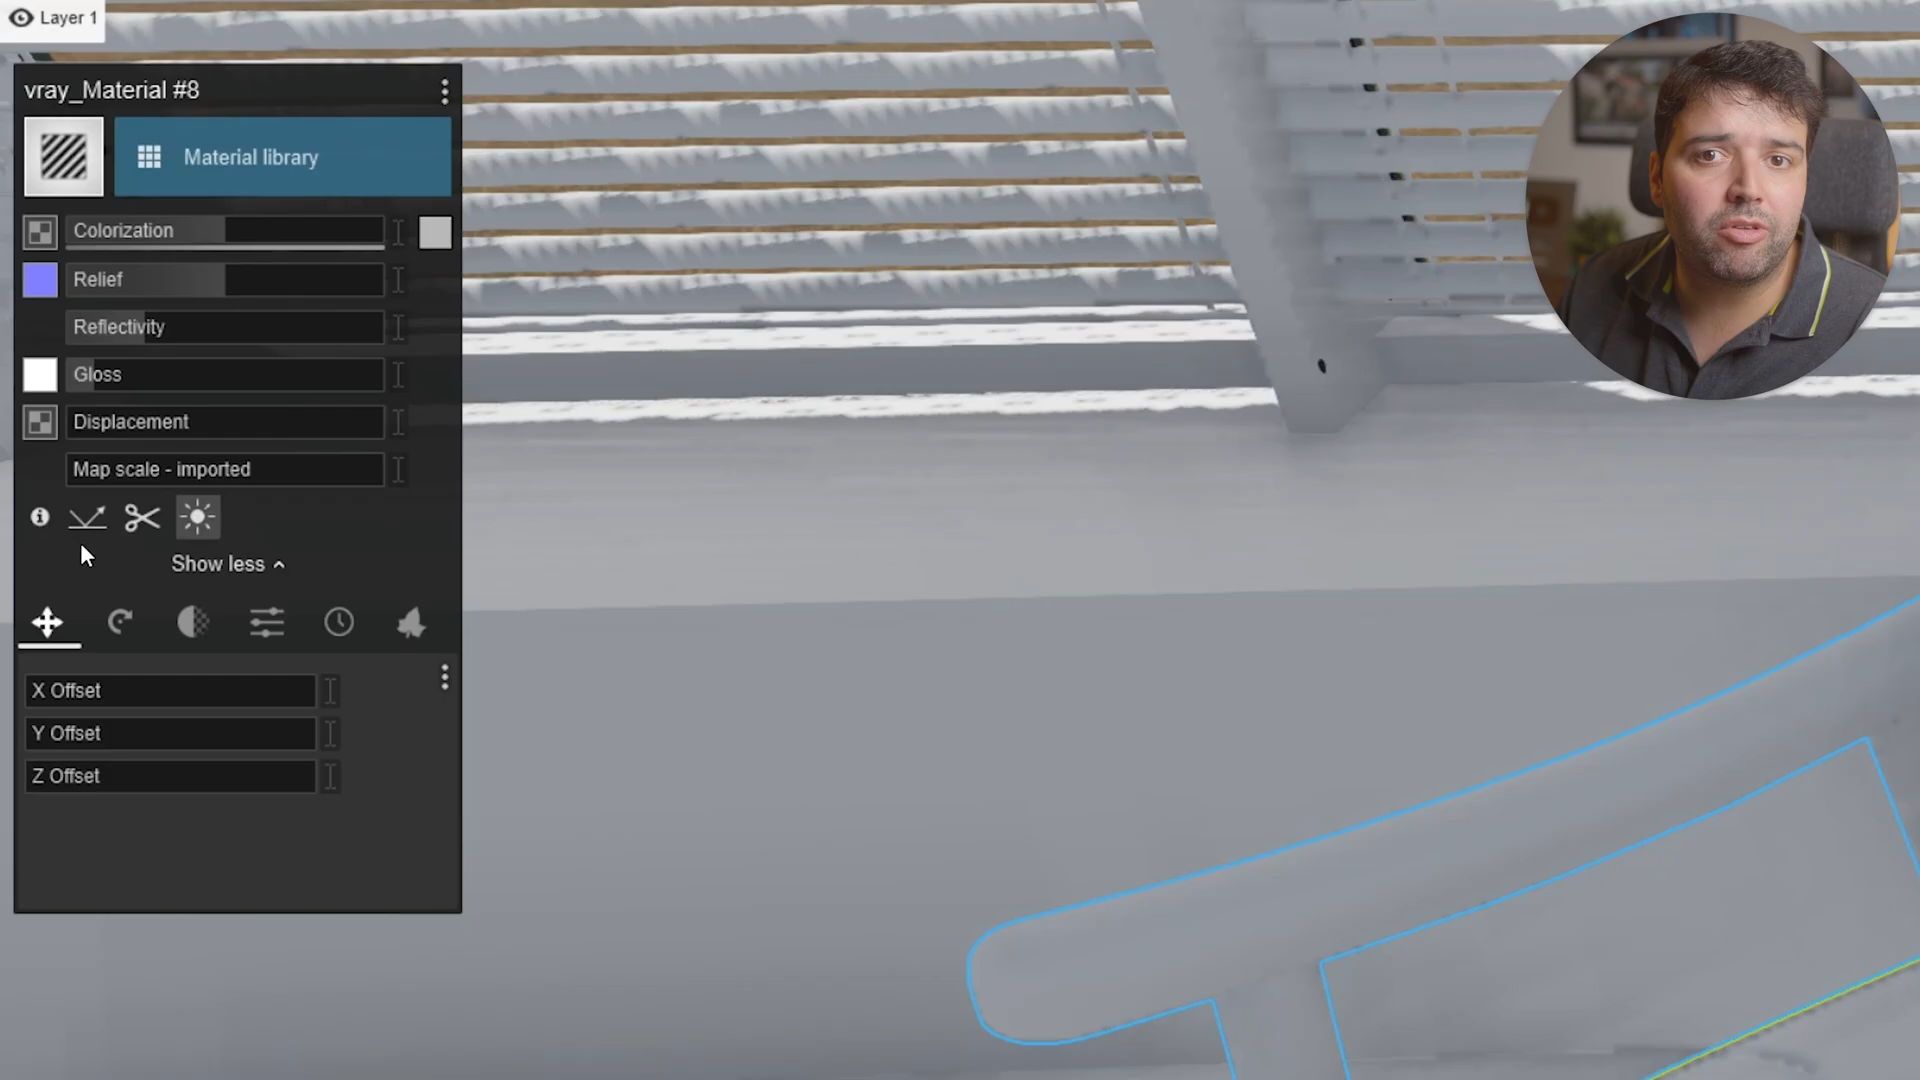 Layer 1
vray_Material #8
Material library
Colorization
Relief
Reflectivity
Gloss
Displacement
Map scale - imported
Show less
X Offset
Y Offset
Z Offset